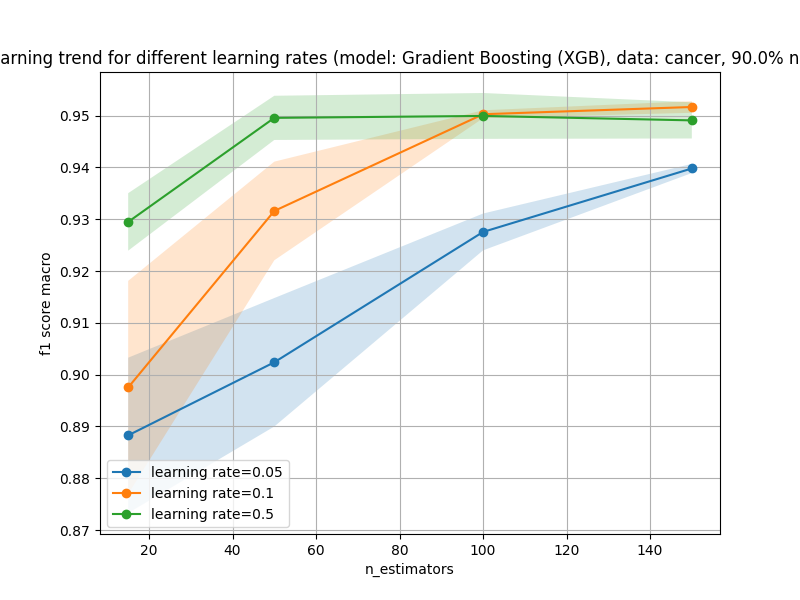 arning trend for different learning rates (model: Gradient Boosting (XGB), data: cancer, 90.0% n
f1 score macro
0.95
0.94
0.93
0.92
0.91
0.90
0.89
0.88
0.87
learning rate=0.05
learning rate=0.1
learning rate=0.5
20 40 60 80 100 120 140
n_estimators